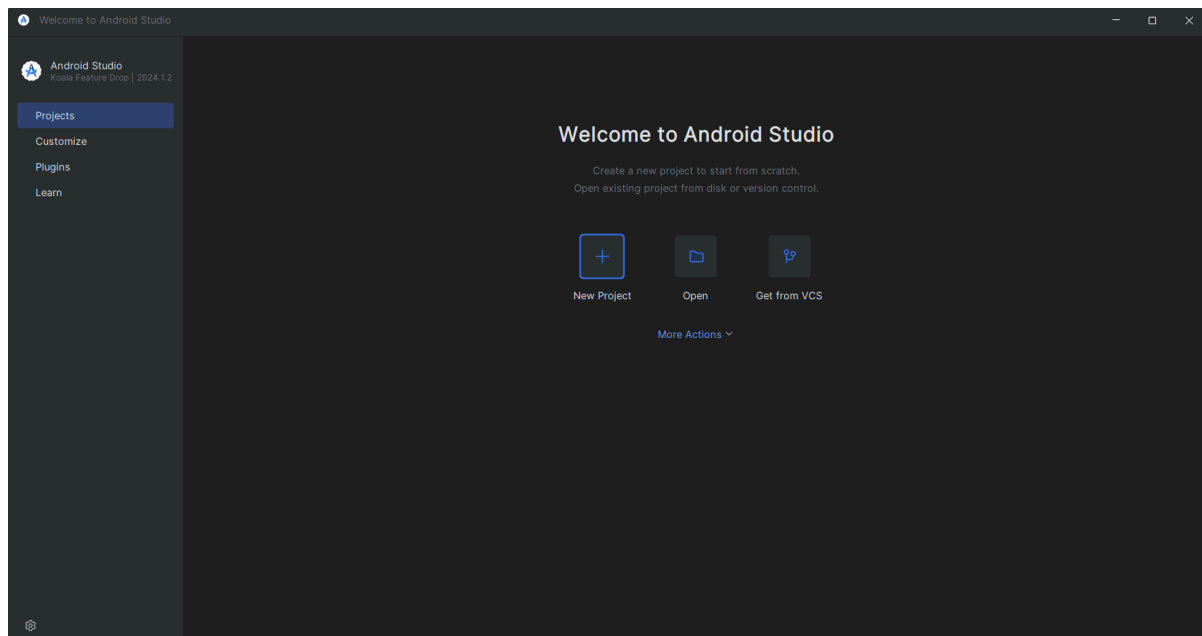 Welcome to Android Studio
Android Studio
Koala Feature Drop | 2024.1.2
Projects
Customize
Plugins
Learn
Welcome to Android Studio
Create a new project to start from scratch.
Open existing project from disk or version control.
New Project
Open
Get from VCS
More Actions